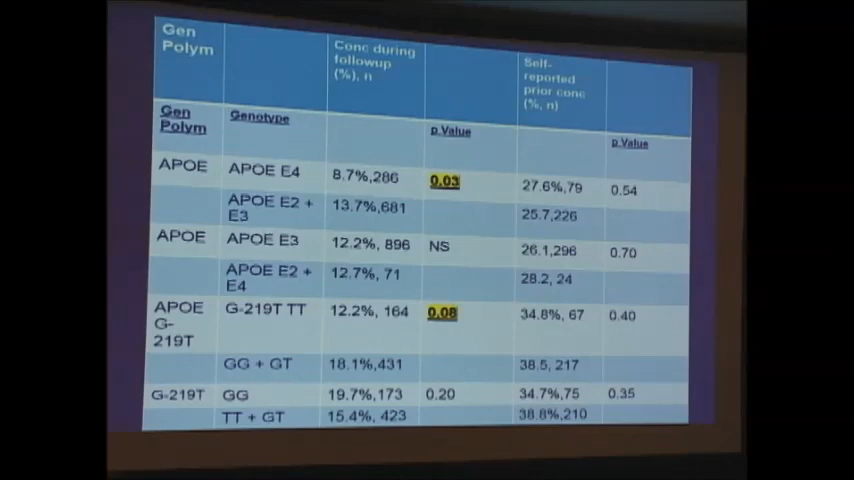 Gen Polym
Conc during followup (%), n
Self-reported prior conc (%, n)
Gen Polym Genotype p Value p Value
APOE APOE E4 8.7%,286 0.03 27.6%,79 0.54
APOE E2 + E3 13.7%,681 25.7,226
APOE APOE E3 12.2%, 896 NS 26.1,296 0.70
APOE E2 + E4 12.7%, 71 28.2, 24
APOE G-219T G-219T TT 12.2%, 164 0.08 34.8%, 67 0.40
GG + GT 18.1%,431 38.5, 217
G-219T GG 19.7%,173 0.20 34.7%,75 0.35
TT + GT 15.4%, 423 38.8%,210